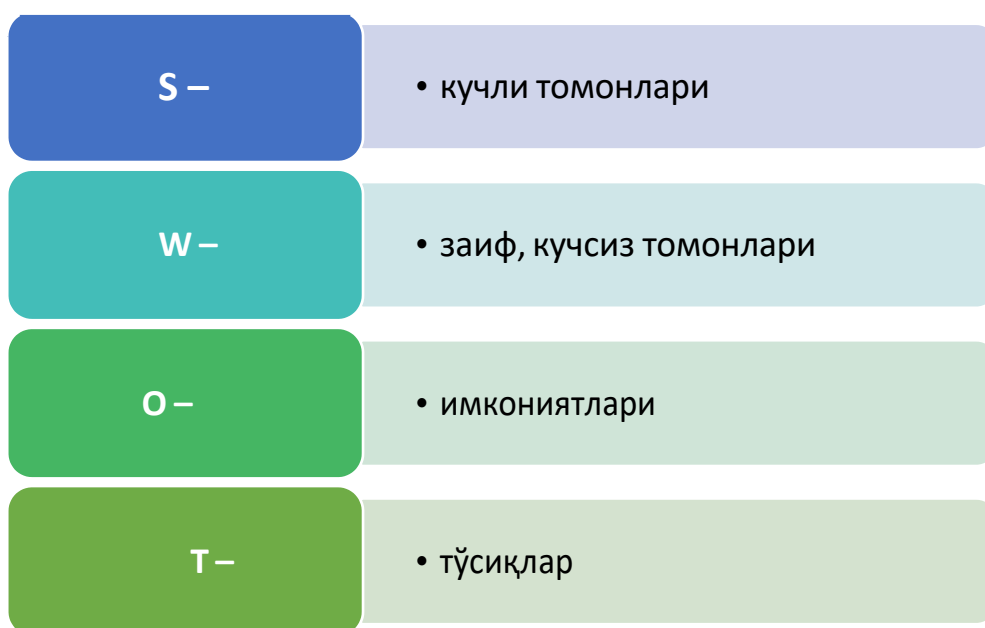 S – • кучли томонлари
W – • заиф, кучсиз томонлари
O – • имкониятлари
T – • тўсиқлар